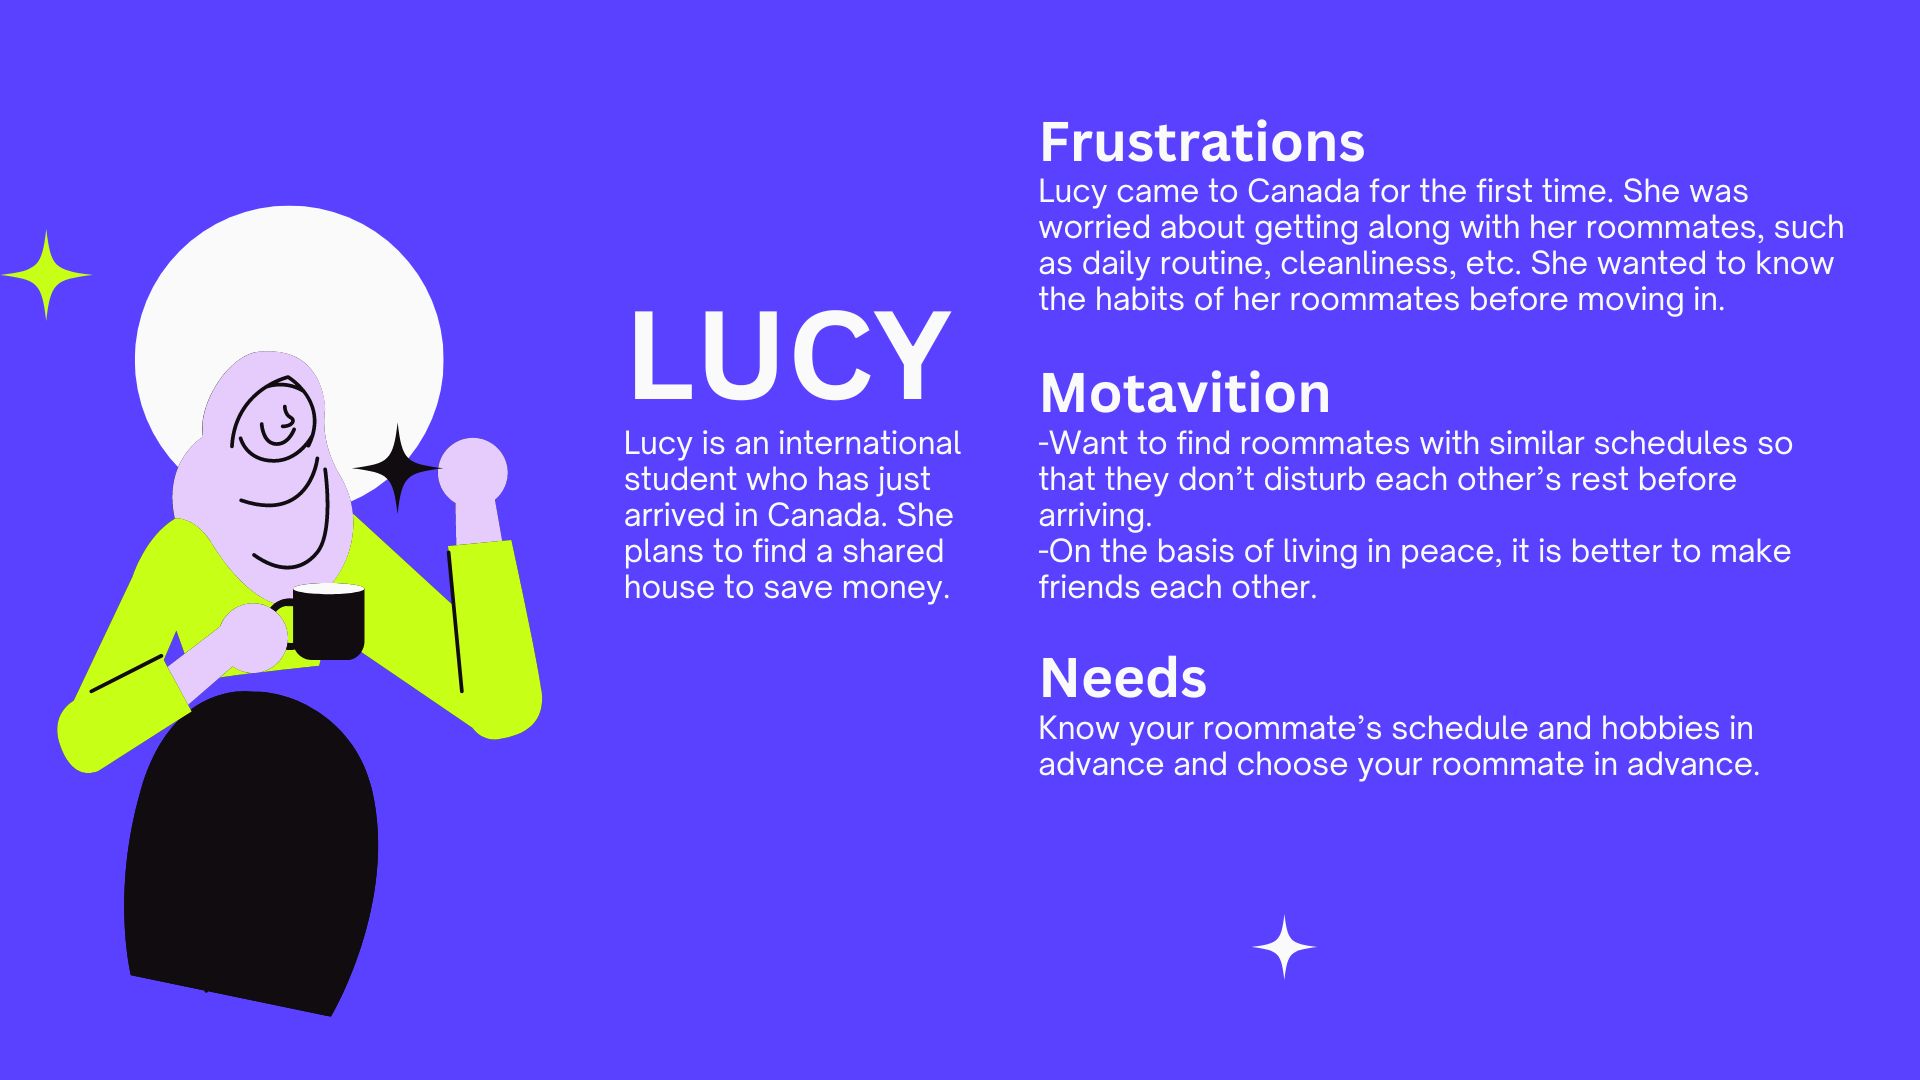 LUCY
Lucy is an international
student who has just
arrived in Canada. She
plans to find a shared
house to save money.
Frustrations
Lucy came to Canada for the first time. She was
worried about getting along with her roommates, such
as daily routine, cleanliness, etc. She wanted to know
the habits of her roommates before moving in.
Motavition
-Want to find roommates with similar schedules so
that they don’t disturb each other’s rest before
arriving.
-On the basis of living in peace, it is better to make
friends each other.
Needs
Know your roommate’s schedule and hobbies in
advance and choose your roommate in advance.